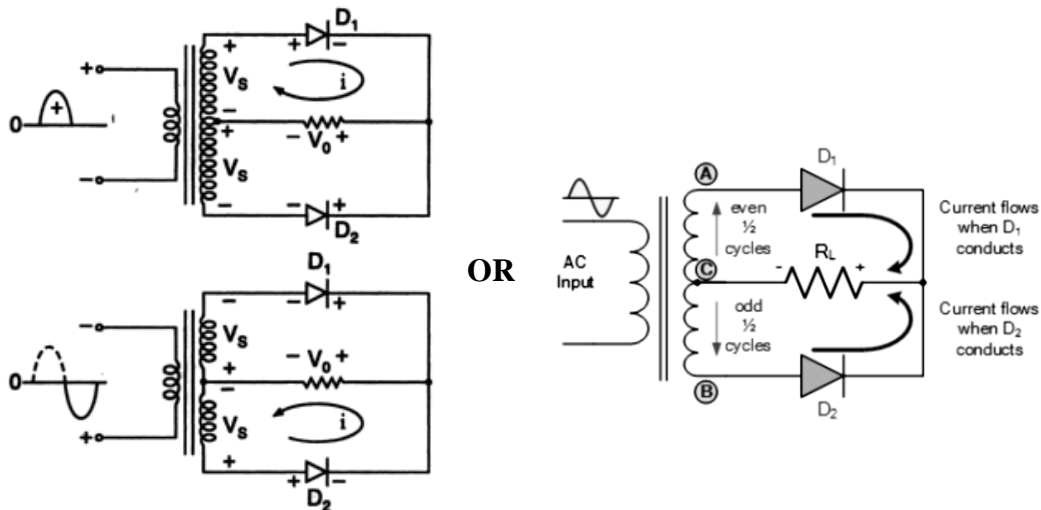 D₁
+ + −
+ V_S i
0 + −
+ − V₀ +
V_S
− − − +
D₂
D₁
− − +
− V_S
+ − V₀ +
0 −
V_S i
+ + + −
D₂
OR
D₁
A
even
½
cycles
Current flows
when D₁
conducts
AC
Input
C
- R_L +
odd
½
cycles
Current flows
when D₂
conducts
B
D₂